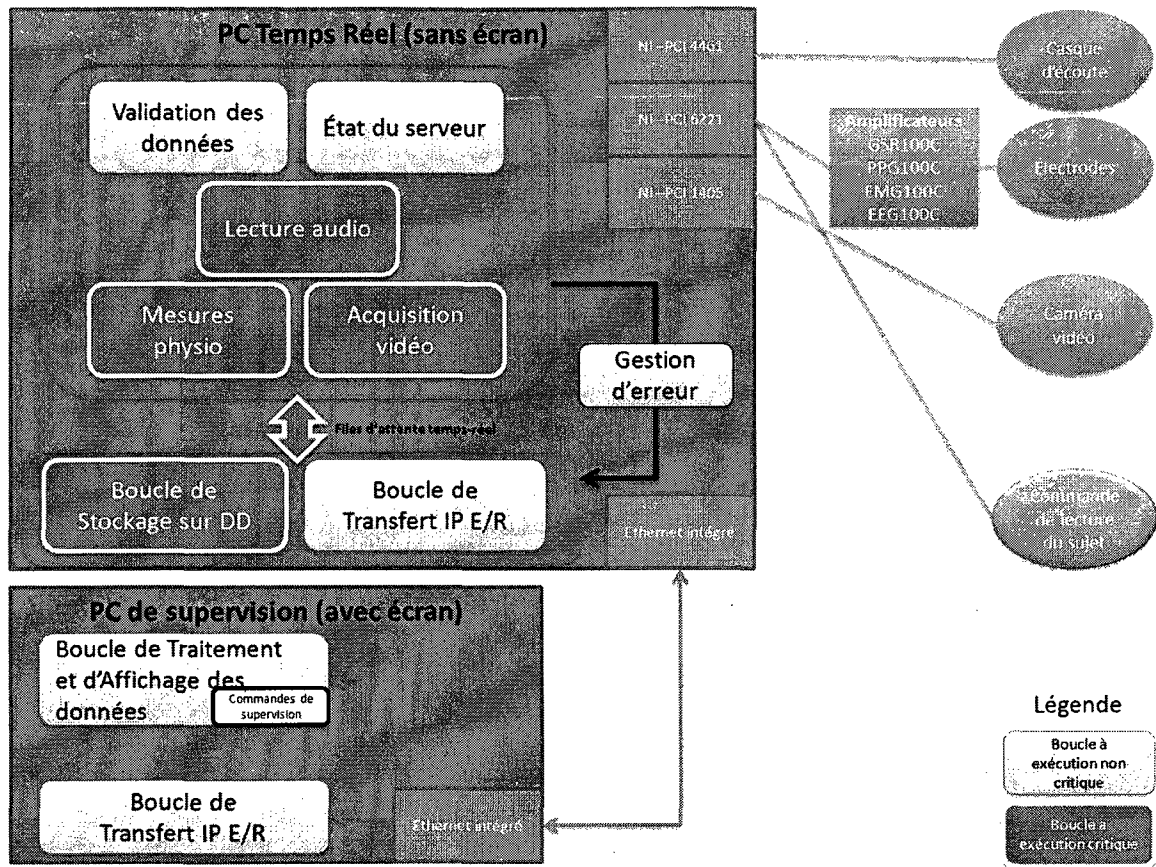 PC Temps Réel (sans écran)
NI-PCI 4461
Casque
d'écoute
Validation des
données
État du serveur
NI-PCI 6221
Amplificateurs
GSR100C
PPG100C
EMG100C
EEG100C
Électrodes
NI-PCI 1405
Lecture audio
Mesures
physio
Acquisition
vidéo
Caméra
vidéo
Gestion
d'erreur
Files d'attente temps-réel
Boucle de
Stockage sur DD
Boucle de
Transfert IP E/R
Ethernet intégré
Commande
de lecture
du sujet
PC de supervision (avec écran)
Boucle de Traitement
et d'Affichage des
données
Commandes de
supervision
Boucle de
Transfert IP E/R
Ethernet intégré
Légende
Boucle à
exécution non
critique
Boucle à
exécution critique